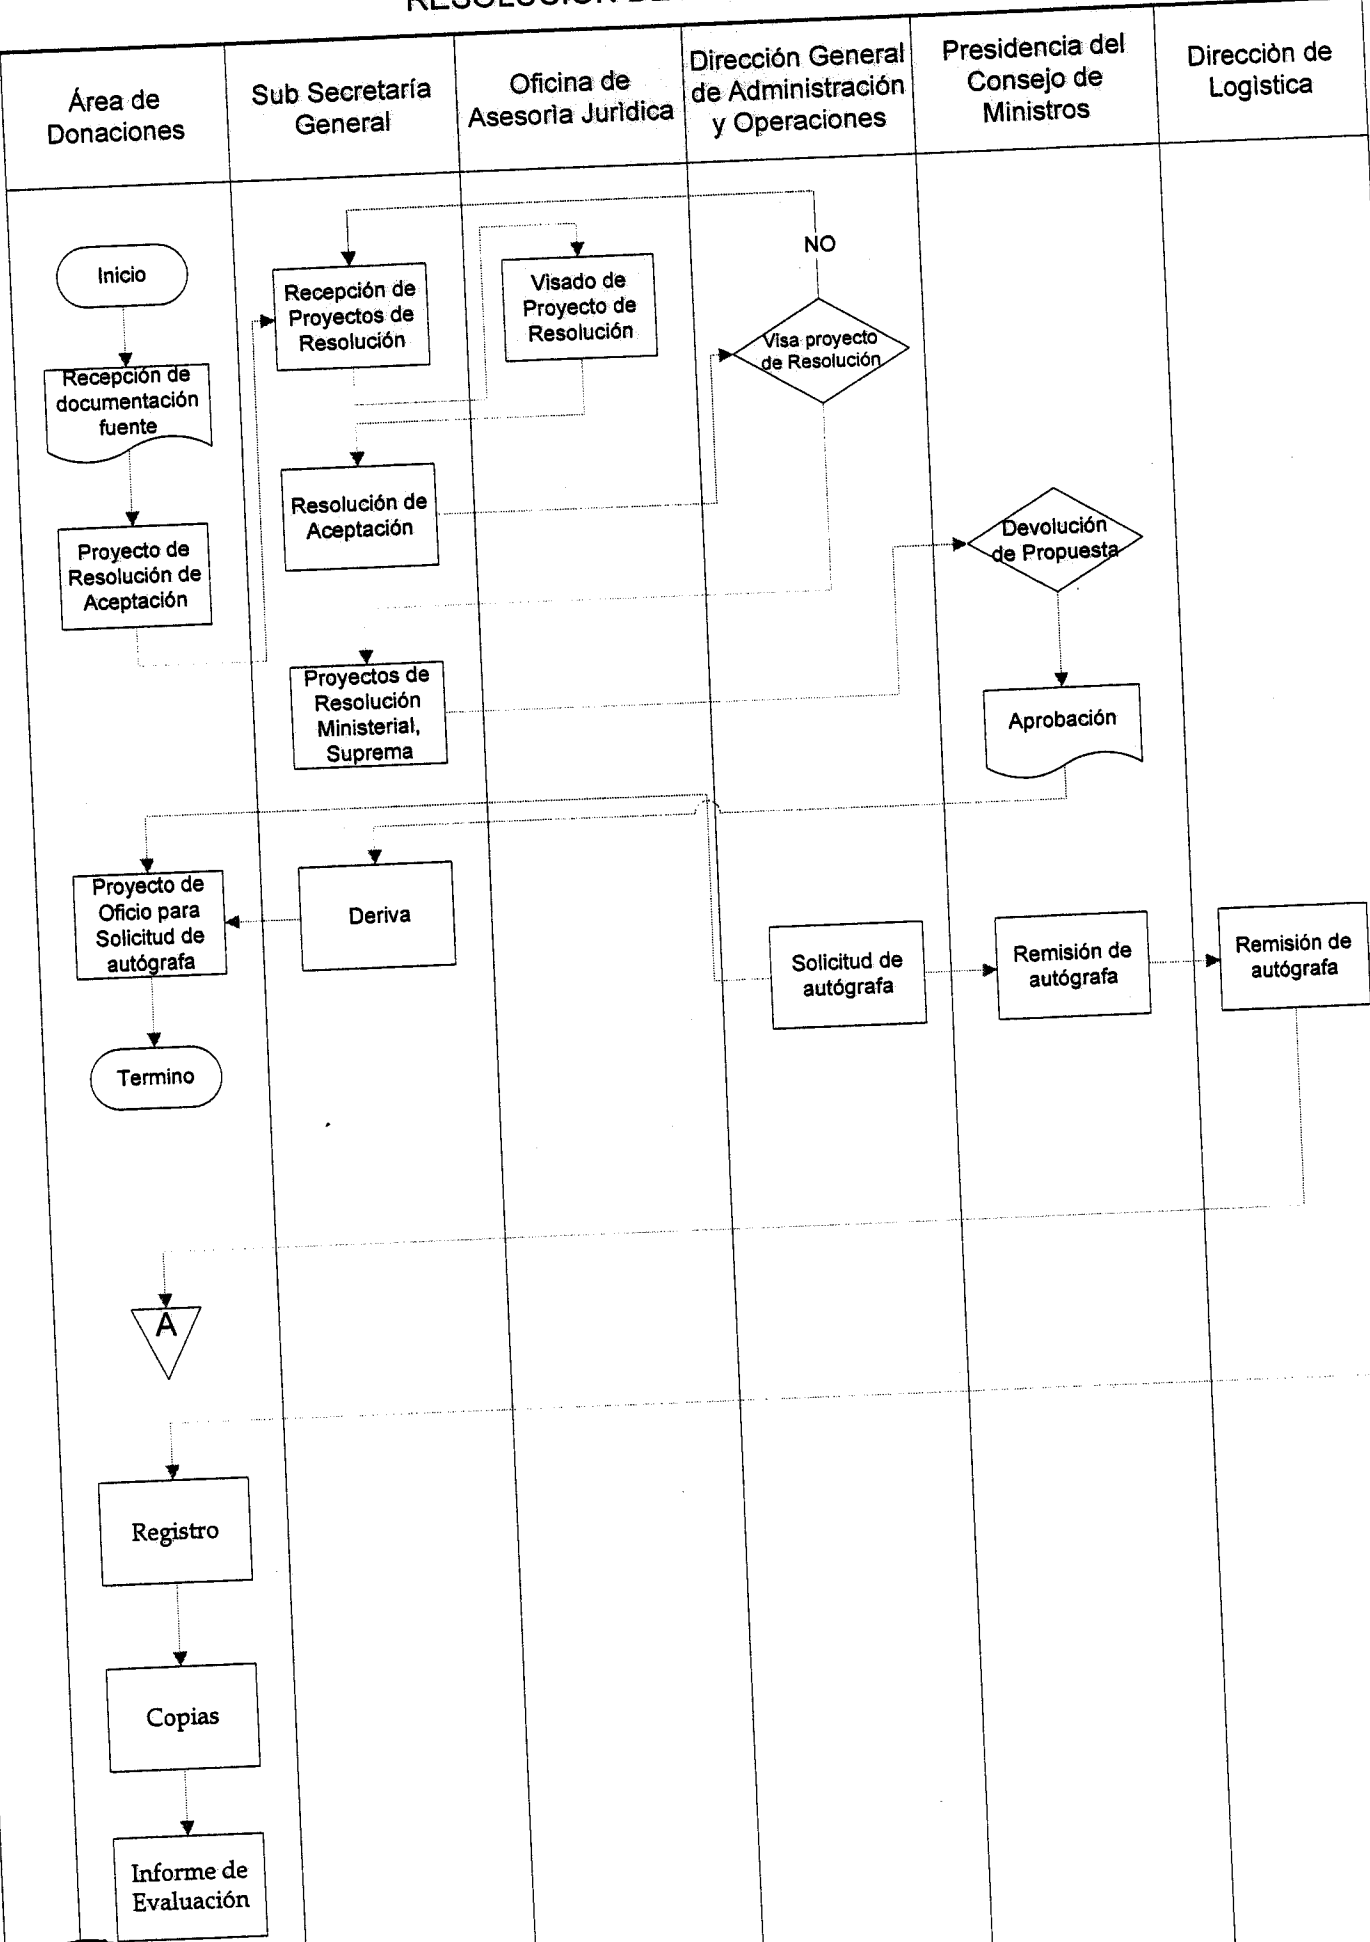 Área de
Donaciones
Sub Secretaría
General
Oficina de
Asesoría Jurídica
Dirección General
de Administración
y Operaciones
Presidencia del
Consejo de
Ministros
Dirección de
Logística
Inicio
Recepción de
documentación
fuente
Proyecto de
Resolución de
Aceptación
Recepción de
Proyectos de
Resolución
Visado de
Proyecto de
Resolución
NO
Visa proyecto
de Resolución
Resolución de
Aceptación
Devolución
de Propuesta
Proyectos de
Resolución
Ministerial,
Suprema
Aprobación
Proyecto de
Oficio para
Solicitud de
autógrafa
Deriva
Solicitud de
autógrafa
Remisión de
autógrafa
Remisión de
autógrafa
Termino
A
Registro
Copias
Informe de
Evaluación